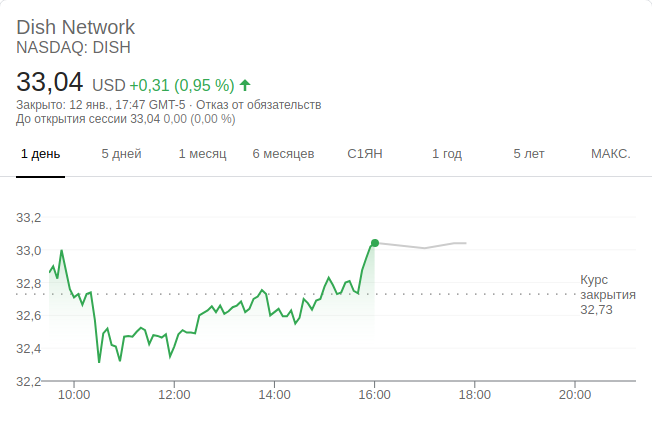 Dish Network
NASDAQ: DISH
33,04 USD +0,31 (0,95 %) ↑
Закрыто: 12 янв., 17:47 GMT-5 · Отказ от обязательств
До открытия сессии 33,04 0,00 (0,00 %)
1 день 5 дней 1 месяц 6 месяцев С1ЯН 1 год 5 лет МАКС.
33,2
33,0
32,8
32,6
32,4
32,2
Курс
закрытия
32,73
10:00 12:00 14:00 16:00 18:00 20:00